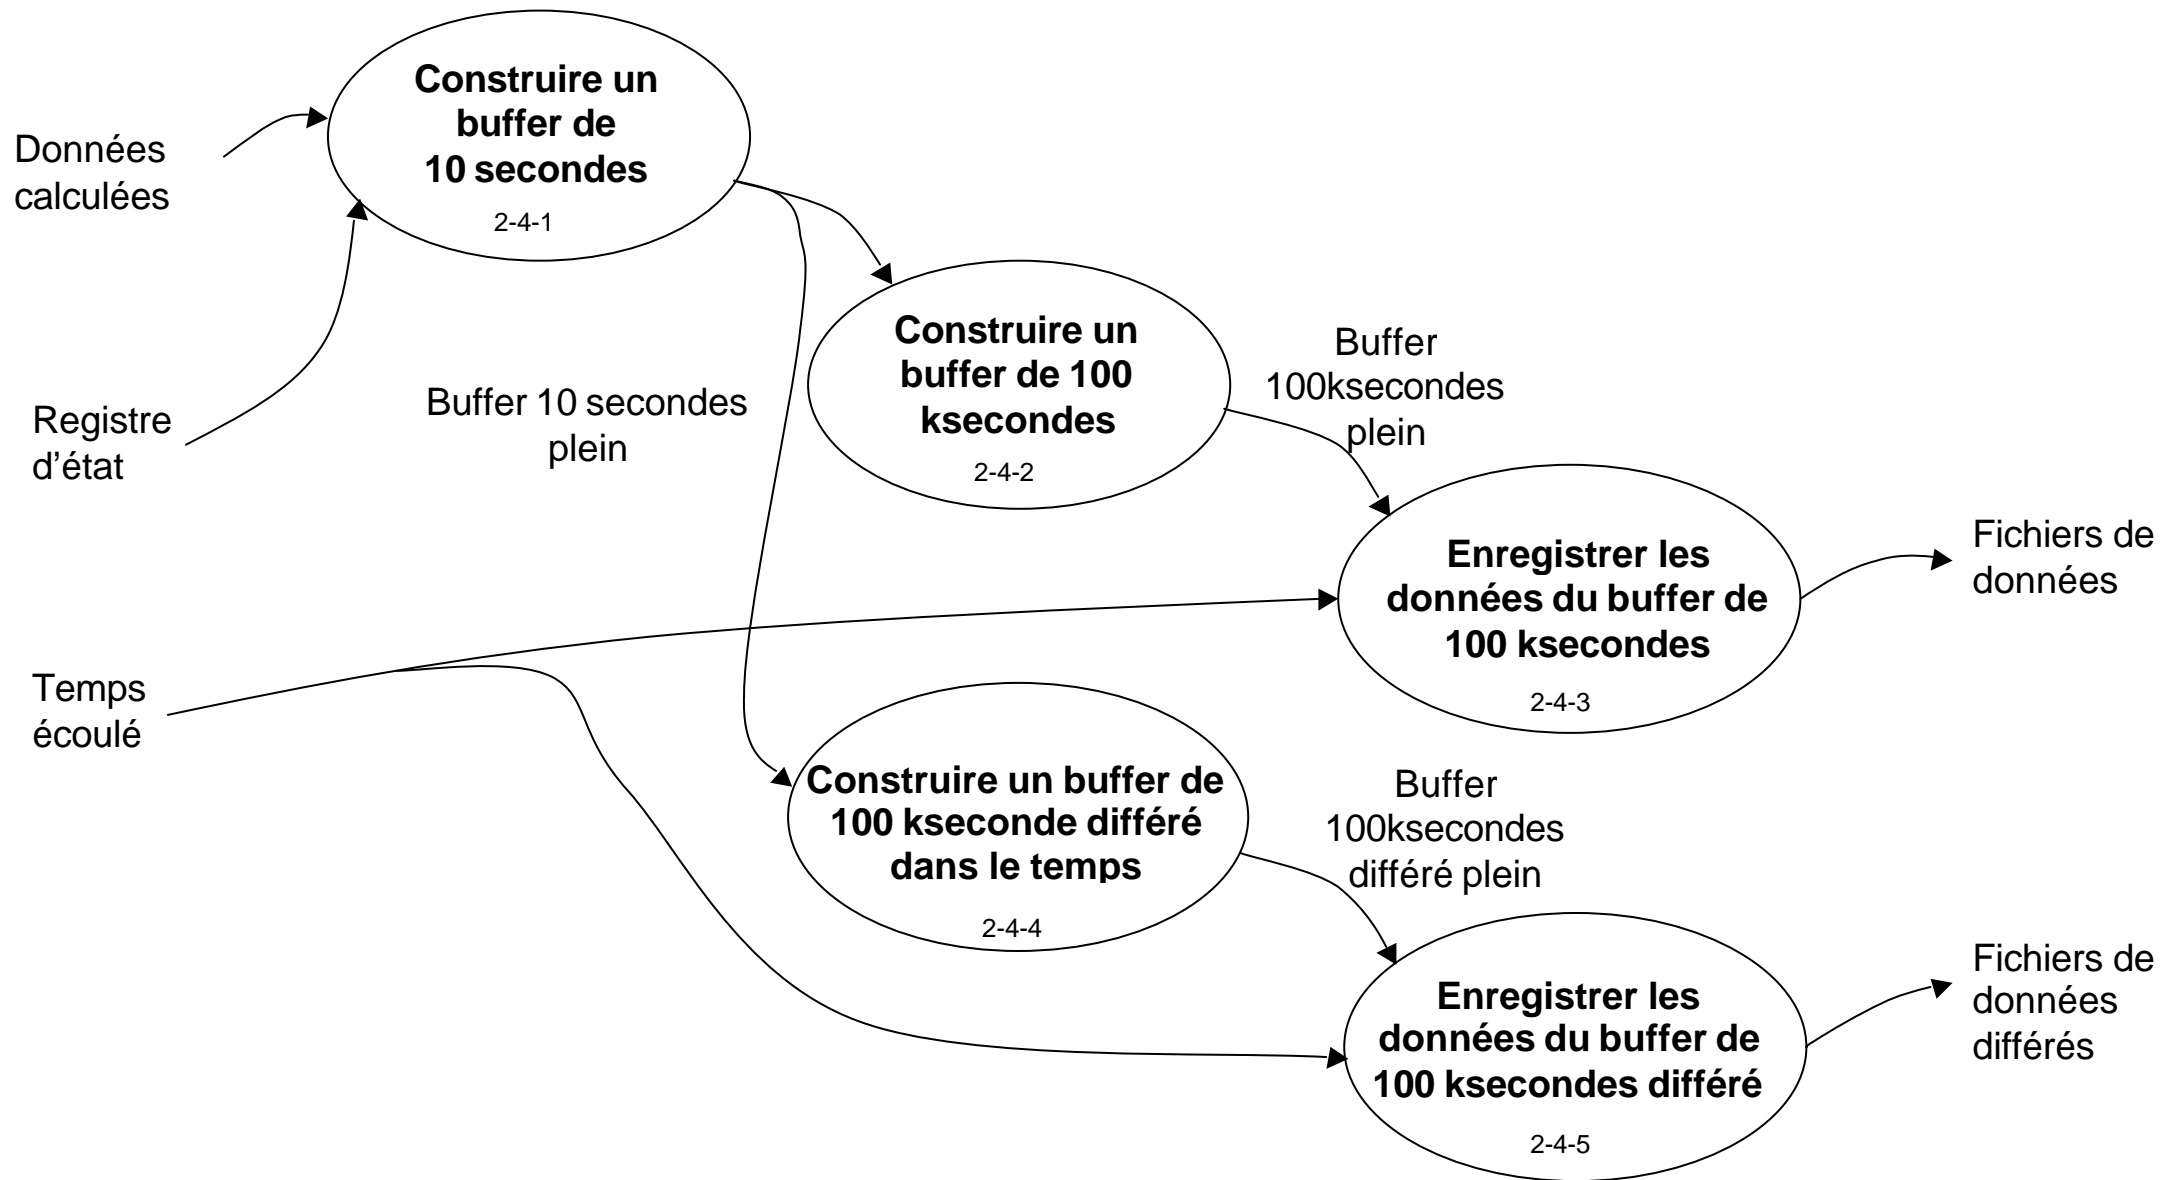 Construire un
buffer de
10 secondes
2-4-1
Données
calculées
Registre
d’état
Buffer 10 secondes
plein
Construire un
buffer de 100
ksecondes
2-4-2
Buffer
100ksecondes
plein
Enregistrer les
données du buffer de
100 ksecondes
2-4-3
Fichiers de
données
Temps
écoulé
Construire un buffer de
100 kseconde différé
dans le temps
2-4-4
Buffer
100ksecondes
différé plein
Enregistrer les
données du buffer de
100 ksecondes différé
2-4-5
Fichiers de
données
différés